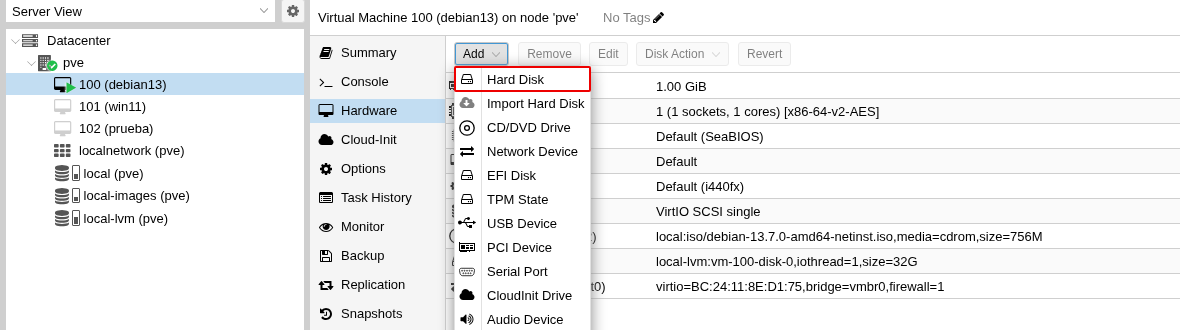 Server View
Virtual Machine 100 (debian13) on node 'pve' No Tags
Datacenter
pve
100 (debian13)
101 (win11)
102 (prueba)
localnetwork (pve)
local (pve)
local-images (pve)
local-lvm (pve)
Summary
Console
Hardware
Cloud-Init
Options
Task History
Monitor
Backup
Replication
Snapshots
Add Remove Edit Disk Action Revert
Hard Disk
Import Hard Disk
CD/DVD Drive
Network Device
EFI Disk
TPM State
USB Device
PCI Device
Serial Port
CloudInit Drive
Audio Device
1.00 GiB
1 (1 sockets, 1 cores) [x86-64-v2-AES]
Default (SeaBIOS)
Default
Default (i440fx)
VirtIO SCSI single
local:iso/debian-13.7.0-amd64-netinst.iso,media=cdrom,size=756M
local-lvm:vm-100-disk-0,iothread=1,size=32G
t0) virtio=BC:24:11:8E:D1:75,bridge=vmbr0,firewall=1